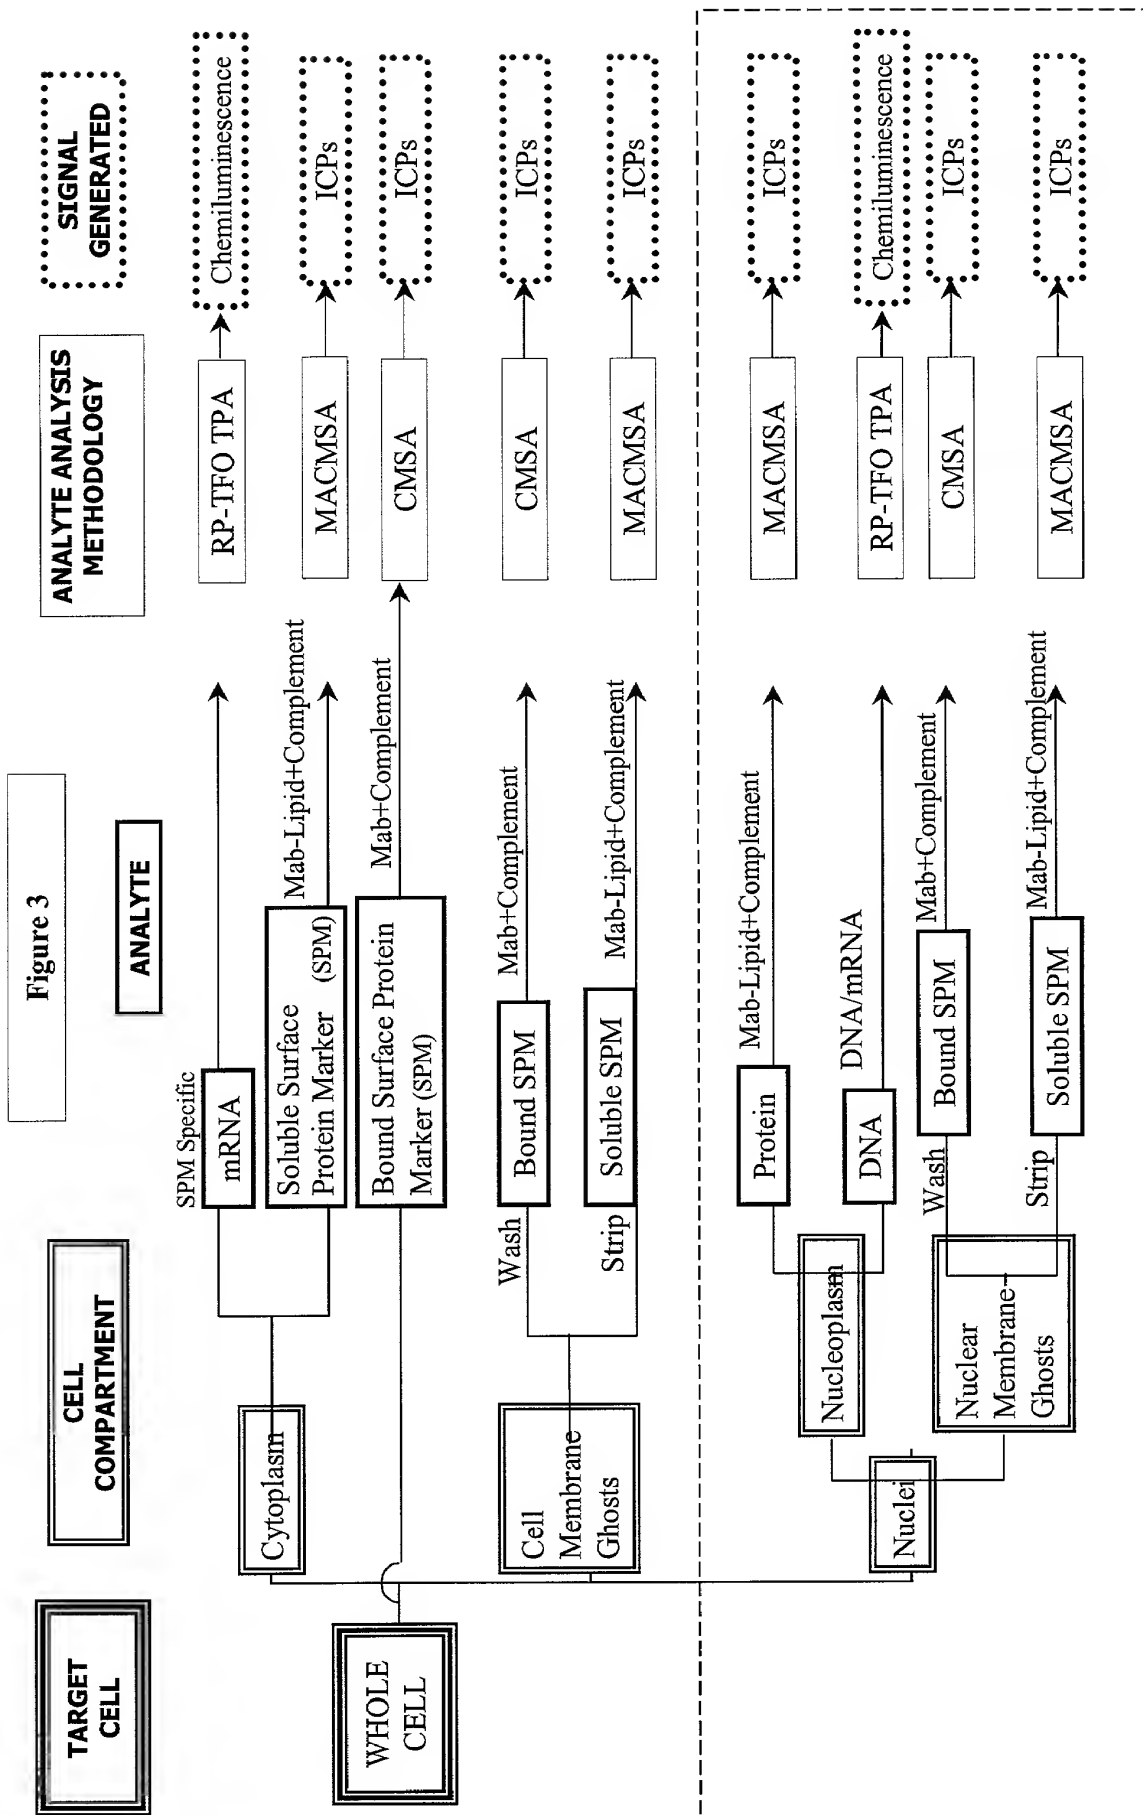 Figure 3
TARGET
CELL
CELL
COMPARTMENT
ANALYTE
ANALYTE ANALYSIS
METHODOLOGY
SIGNAL
GENERATED
WHOLE
CELL
Cytoplasm
SPM Specific
mRNA
RP-TFO TPA
Chemiluminescence
Soluble Surface
Protein Marker (SPM)
Mab-Lipid+Complement
MACMSA
ICPs
Bound Surface Protein
Marker (SPM)
Mab+Complement
CMSA
ICPs
Cell
Membrane
Ghosts
Wash
Bound SPM
Mab+Complement
CMSA
ICPs
Strip
Soluble SPM
Mab-Lipid+Complement
MACMSA
ICPs
Nuclei
Nucleoplasm
Protein
Mab-Lipid+Complement
MACMSA
ICPs
DNA
DNA/mRNA
RP-TFO TPA
Chemiluminescence
Nuclear
Membrane
Ghosts
Wash
Bound SPM
Mab+Complement
CMSA
ICPs
Strip
Soluble SPM
Mab-Lipid+Complement
MACMSA
ICPs